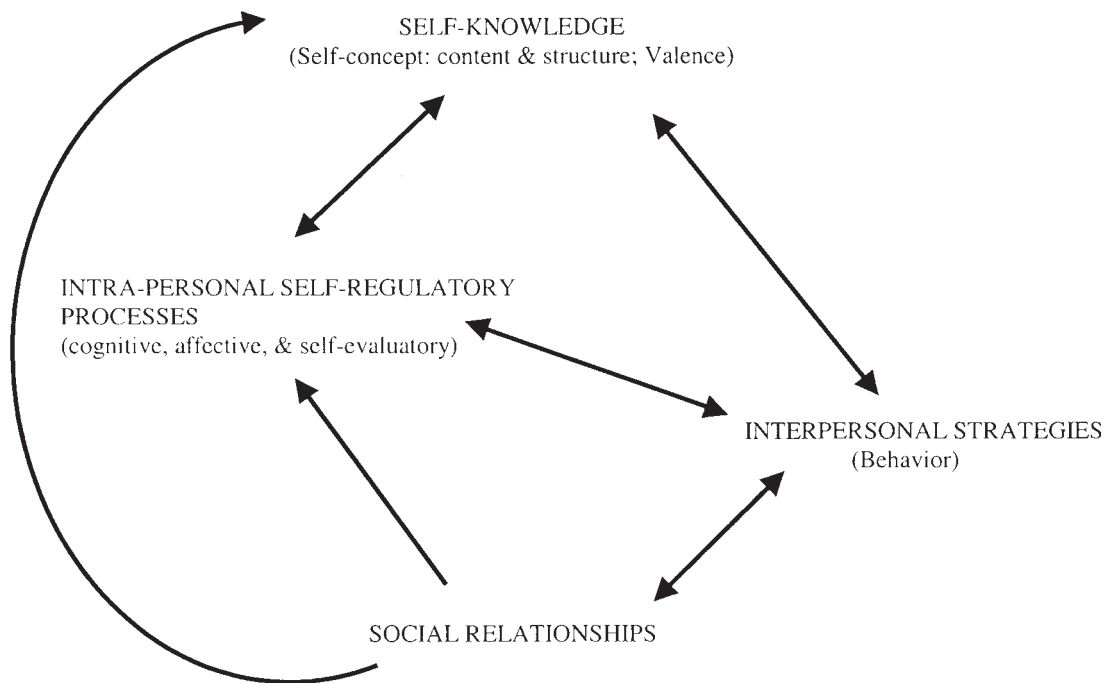 SELF-KNOWLEDGE
(Self-concept: content & structure; Valence)
INTRA-PERSONAL SELF-REGULATORY
PROCESSES
(cognitive, affective, & self-evaluatory)
INTERPERSONAL STRATEGIES
(Behavior)
SOCIAL RELATIONSHIPS